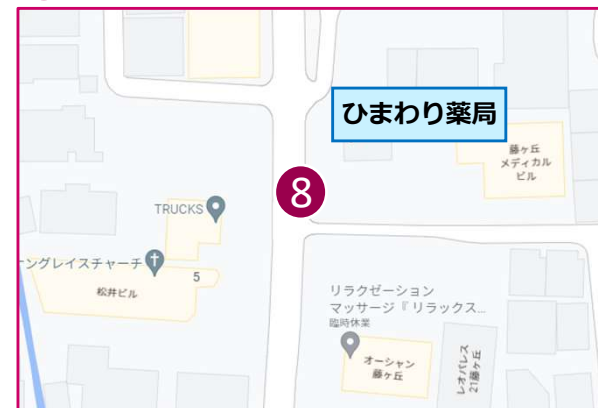 ひまわり薬局
藤ヶ丘
メディカル
ビル
8
TRUCKS
ングレイスチャーチ
5
松井ビル
リラクゼーション
マッサージ『リラックス...
臨時休業
オーシャン
藤ヶ丘
レオパレス
21藤ヶ丘